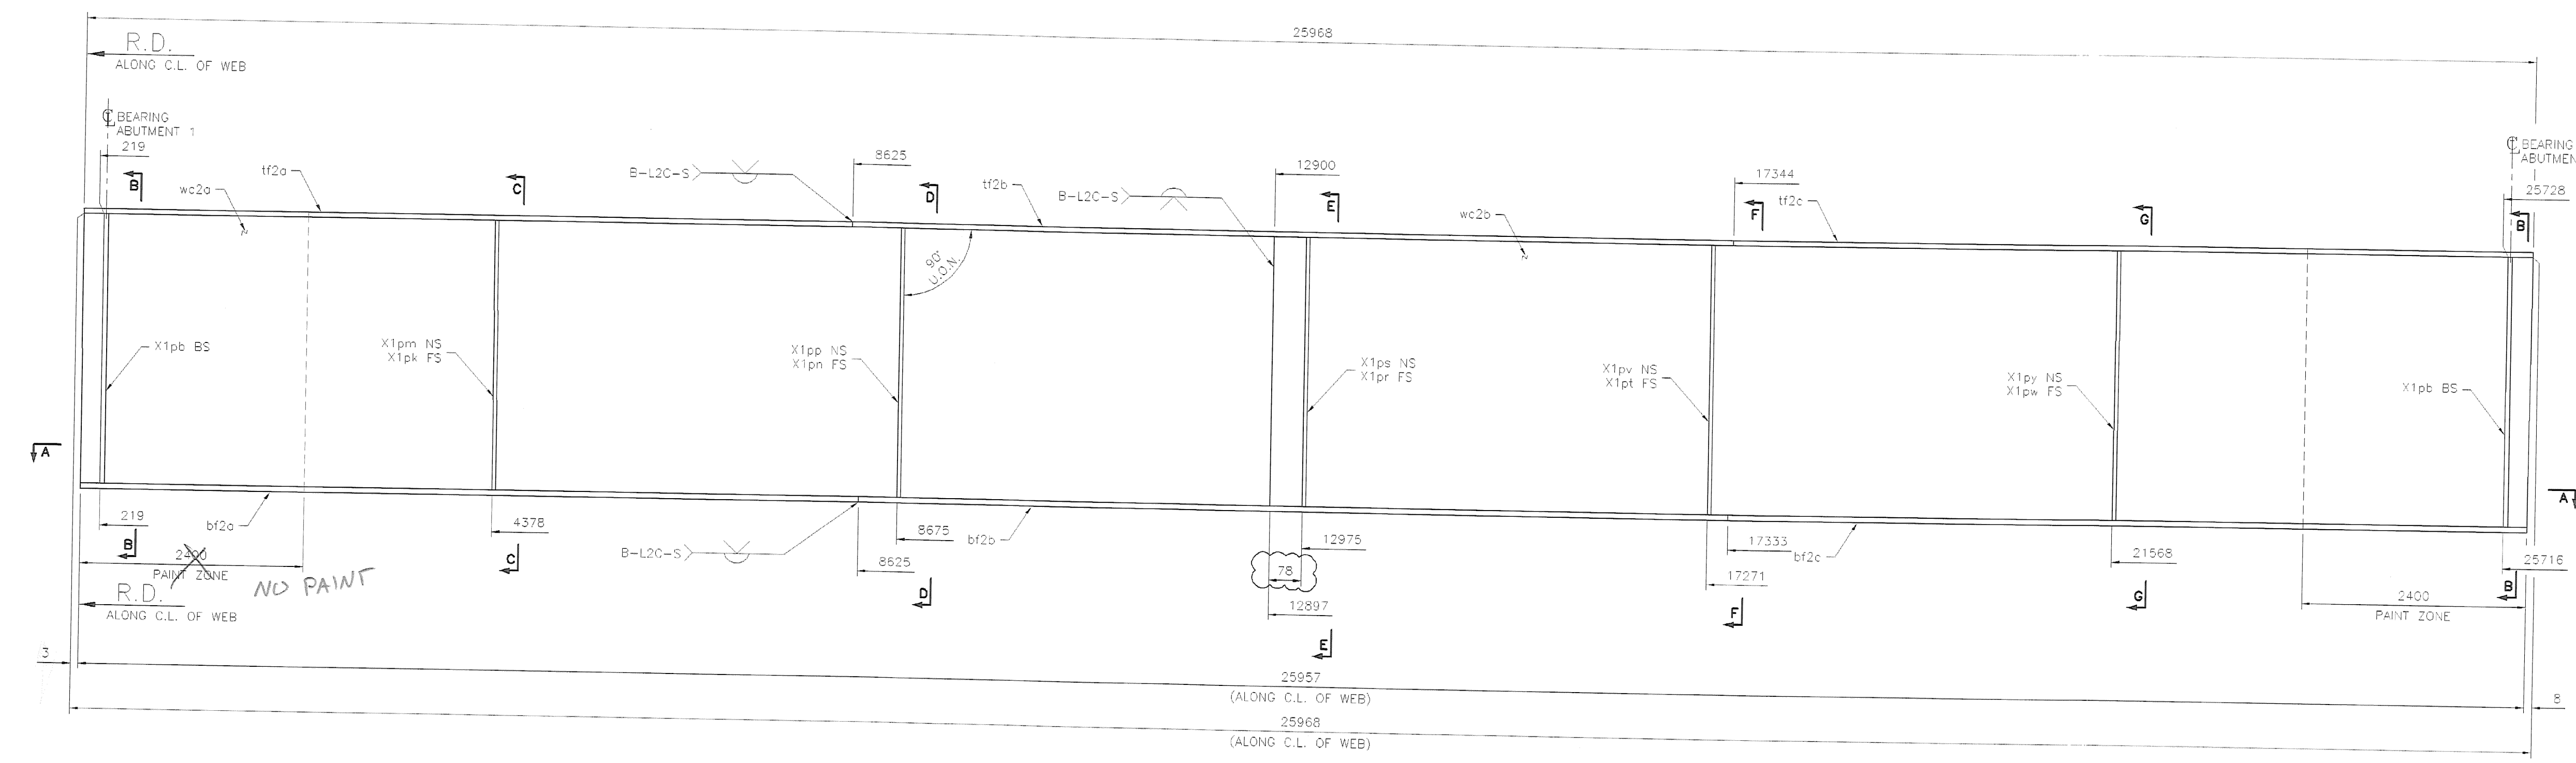 25968
R.D.
ALONG C.L. OF WEB
℄ BEARING
ABUTMENT 1
℄ BEARING
219
B
wc2a
tf2a
C
B-L2C-S
8625
D
tf2b
B-L2C-S
12900
E
wc2b
17344
F
tf2c
G
25728
B
90°
U.O.N.
X1pb BS
X1pm NS
X1pk FS
X1pp NS
X1pn FS
X1ps NS
X1pr FS
X1pv NS
X1pt FS
X1py NS
X1pw FS
X1pb BS
A
A
219
B
bf2a
4378
C
B-L2C-S
8675
8625
D
bf2b
12975
78
12897
E
17333
17271
F
bf2c
21568
G
25716
B
2400
PAINT ZONE
NO PAINT
2400
PAINT ZONE
R.D.
ALONG C.L. OF WEB
3
25957
(ALONG C.L. OF WEB)
8
25968
(ALONG C.L. OF WEB)